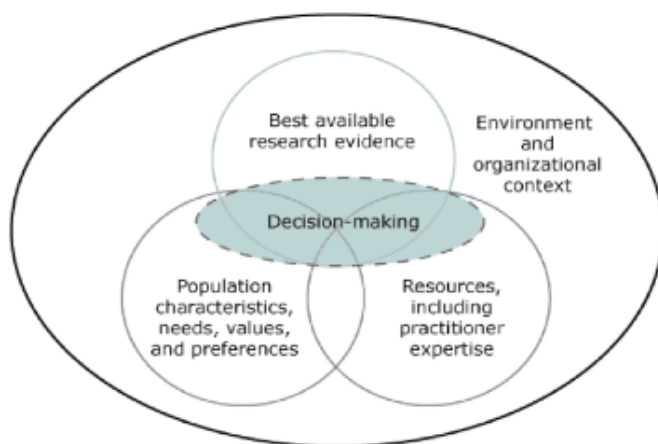 Best available
research evidence
Environment
and
organizational
context
Decision-making
Population
characteristics,
needs, values,
and preferences
Resources,
including
practitioner
expertise